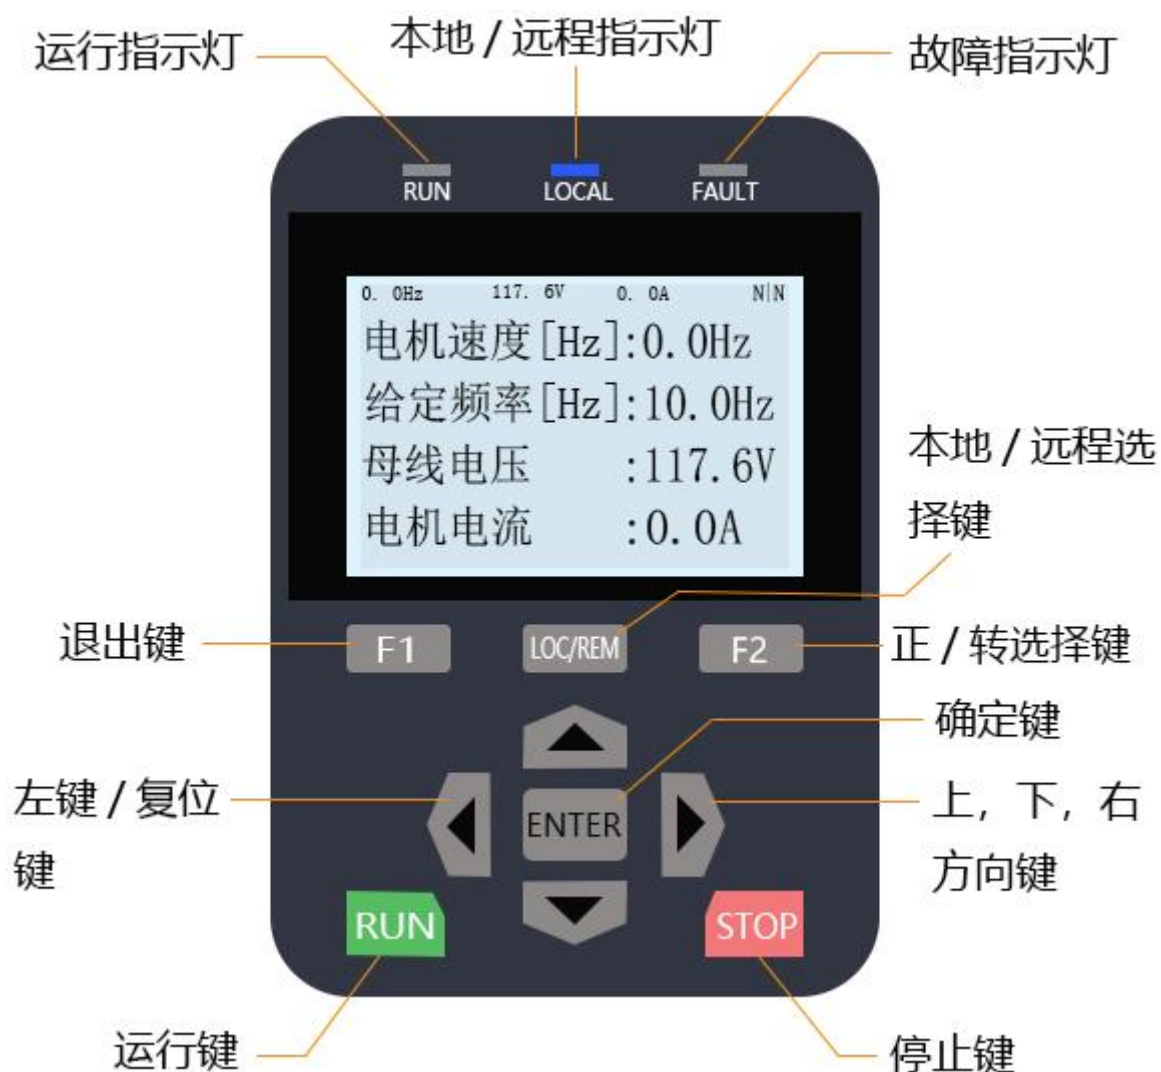 运行指示灯
本地 / 远程指示灯
故障指示灯
RUN
LOCAL
FAULT
0. 0Hz 117. 6V 0. 0A N|N
电机速度[Hz]:0.0Hz
给定频率[Hz]:10.0Hz
母线电压 :117.6V
电机电流 :0.0A
本地 / 远程选
择键
退出键
F1
LOC/REM
F2
正 / 转选择键
确定键
左键 / 复位
键
ENTER
上，下，右
方向键
RUN
STOP
运行键
停止键